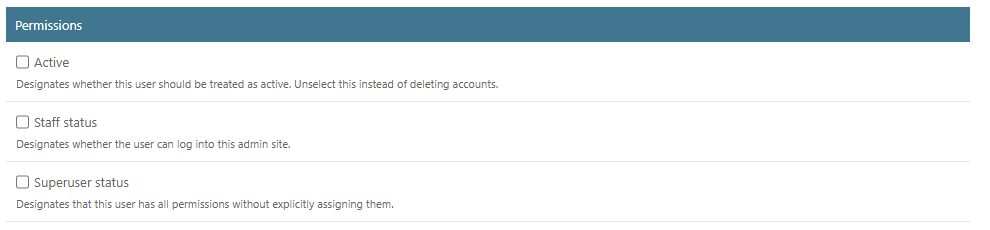 Permissions
Active
Designates whether this user should be treated as active. Unselect this instead of deleting accounts.
Staff status
Designates whether the user can log into this admin site.
Superuser status
Designates that this user has all permissions without explicitly assigning them.